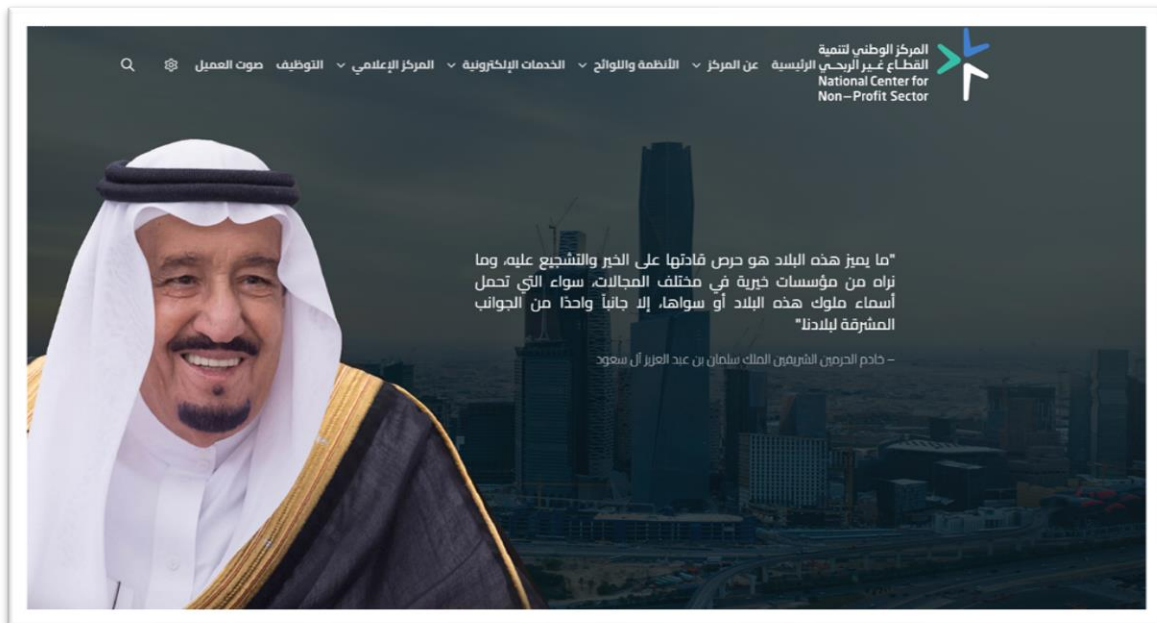 المركز الوطني لتنمية
القطاع غير الربحي
National Center for
Non–Profit Sector
الرئيسية عن المركز الأنظمة واللوائح الخدمات الإلكترونية المركز الإعلامي التوظيف صوت العميل
"ما يميز هذه البلاد هو حرص قادتها على الخير والتشجيع عليه، وما
نراه من مؤسسات خيرية في مختلف المجالات، سواء التي تحمل
أسماء ملوك هذه البلاد أو سواها، إلا جانباً واحدًا من الجوانب
المشرقة لبلادنا."
– خادم الحرمين الشريفين الملك سلمان بن عبد العزيز آل سعود